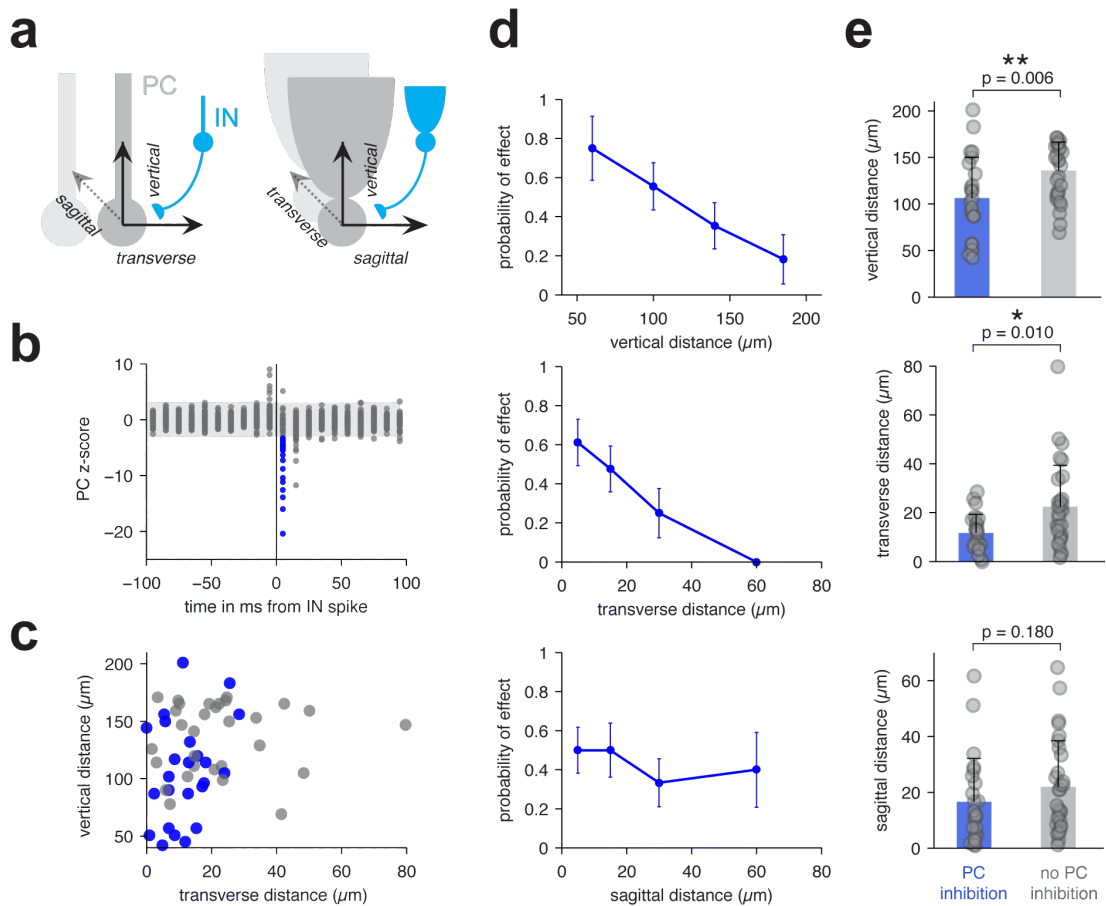 a
PC
IN
vertical
sagittal
transverse
vertical
transverse
sagittal
b
10
0
−10
−20
PC z-score
−100
−50
0
50
100
time in ms from IN spike
c
200
150
100
50
vertical distance (µm)
0
20
40
60
80
transverse distance (µm)
d
1
0.8
0.6
0.4
0.2
0
probability of effect
50
100
150
200
vertical distance (µm)
1
0.8
0.6
0.4
0.2
0
probability of effect
0
20
40
60
80
transverse distance (µm)
1
0.8
0.6
0.4
0.2
0
probability of effect
0
20
40
60
80
sagittal distance (µm)
e
**
p = 0.006
200
150
100
50
0
vertical distance (µm)
*
p = 0.010
80
60
40
20
0
transverse distance (µm)
p = 0.180
60
40
20
0
sagittal distance (µm)
PC
inhibition
no PC
inhibition